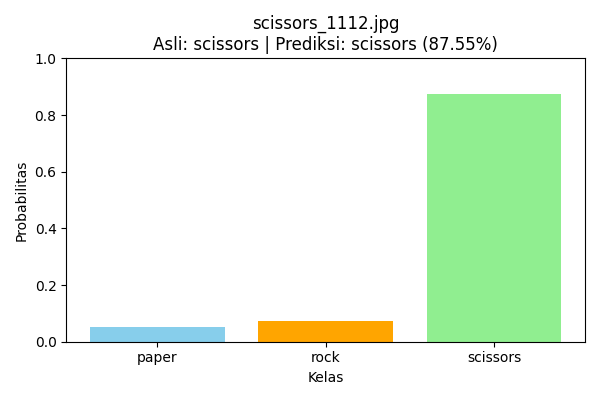 scissors_1112.jpg
Asli: scissors | Prediksi: scissors (87.55%)
1.0
0.8
0.6
0.4
0.2
0.0
Probabilitas
paper
rock
scissors
Kelas